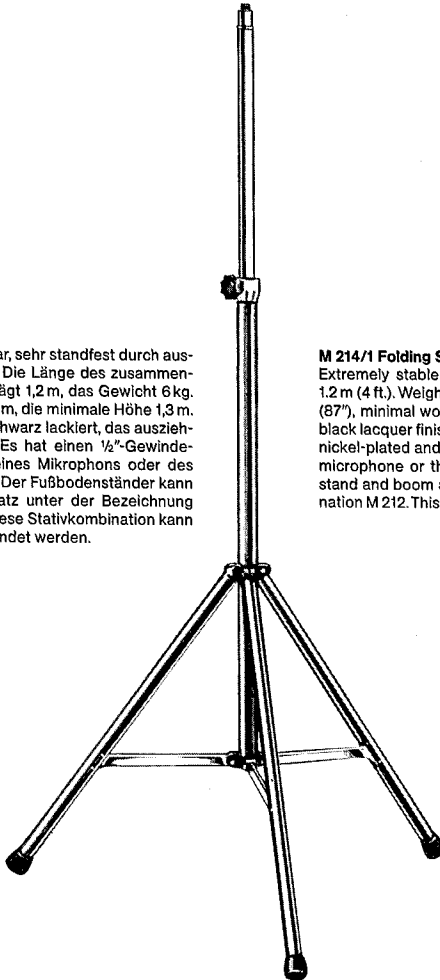 ar, sehr standfest durch aus-
Die Länge des zusammen-
ägt 1,2 m, das Gewicht 6 kg.
m, die minimale Höhe 1,3 m.
chwarz lackiert, das auszieh-
Es hat einen ½″-Gewinde-
eines Mikrophons oder des
Der Fußbodenständer kann
atz unter der Bezeichnung
ese Stativkombination kann
ndet werden.
M 214/1 Folding S
Extremely stable
1.2 m (4 ft.). Weigh
(87″), minimal wo
black lacquer finis
nickel-plated and
microphone or th
stand and boom a
nation M 212. This